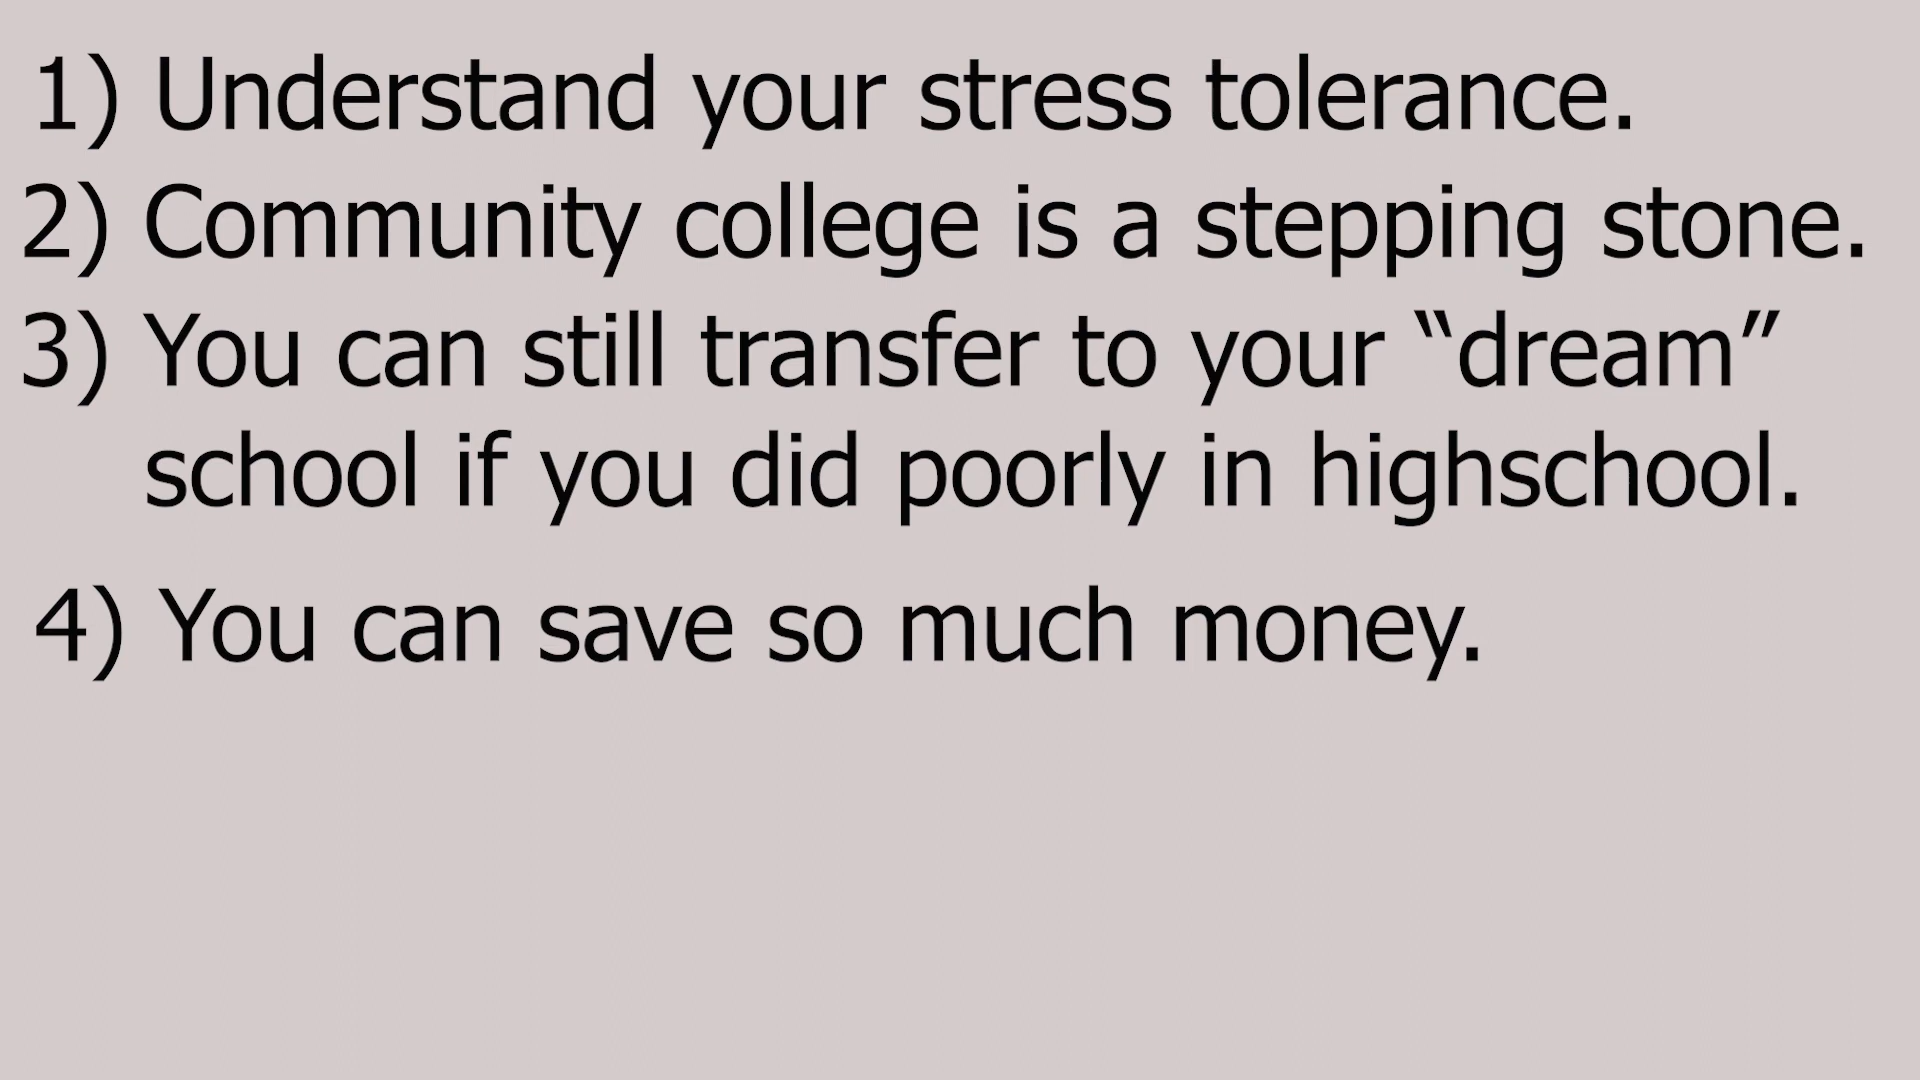 1) Understand your stress tolerance.
2) Community college is a stepping stone.
3) You can still transfer to your “dream”
school if you did poorly in highschool.
4) You can save so much money.